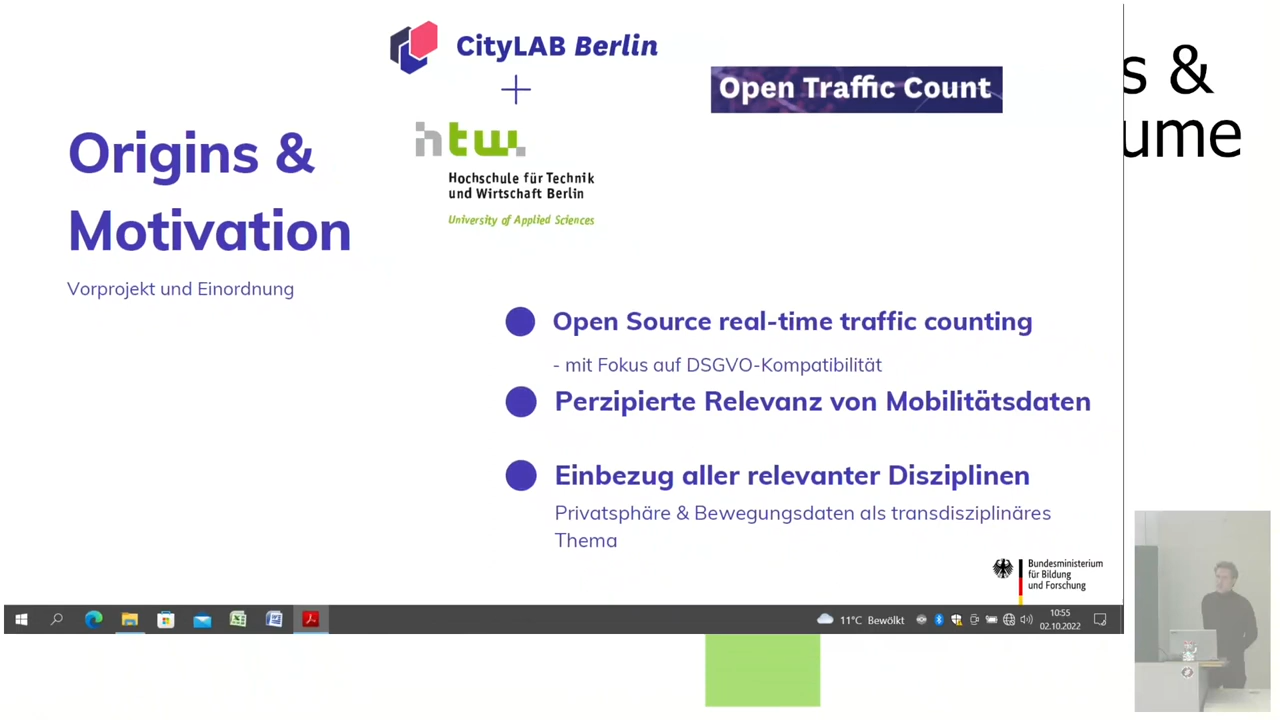 CityLAB Berlin
+
Open Traffic Count
s &
ume
htw.
Hochschule für Technik
und Wirtschaft Berlin
University of Applied Sciences
Origins &
Motivation
Vorprojekt und Einordnung
Open Source real-time traffic counting
- mit Fokus auf DSGVO-Kompatibilität
Perzipierte Relevanz von Mobilitätsdaten
Einbezug aller relevanter Disziplinen
Privatsphäre & Bewegungsdaten als transdisziplinäres
Thema
Bundesministerium
für Bildung
und Forschung
11°C Bewölkt
10:55
02.10.2022